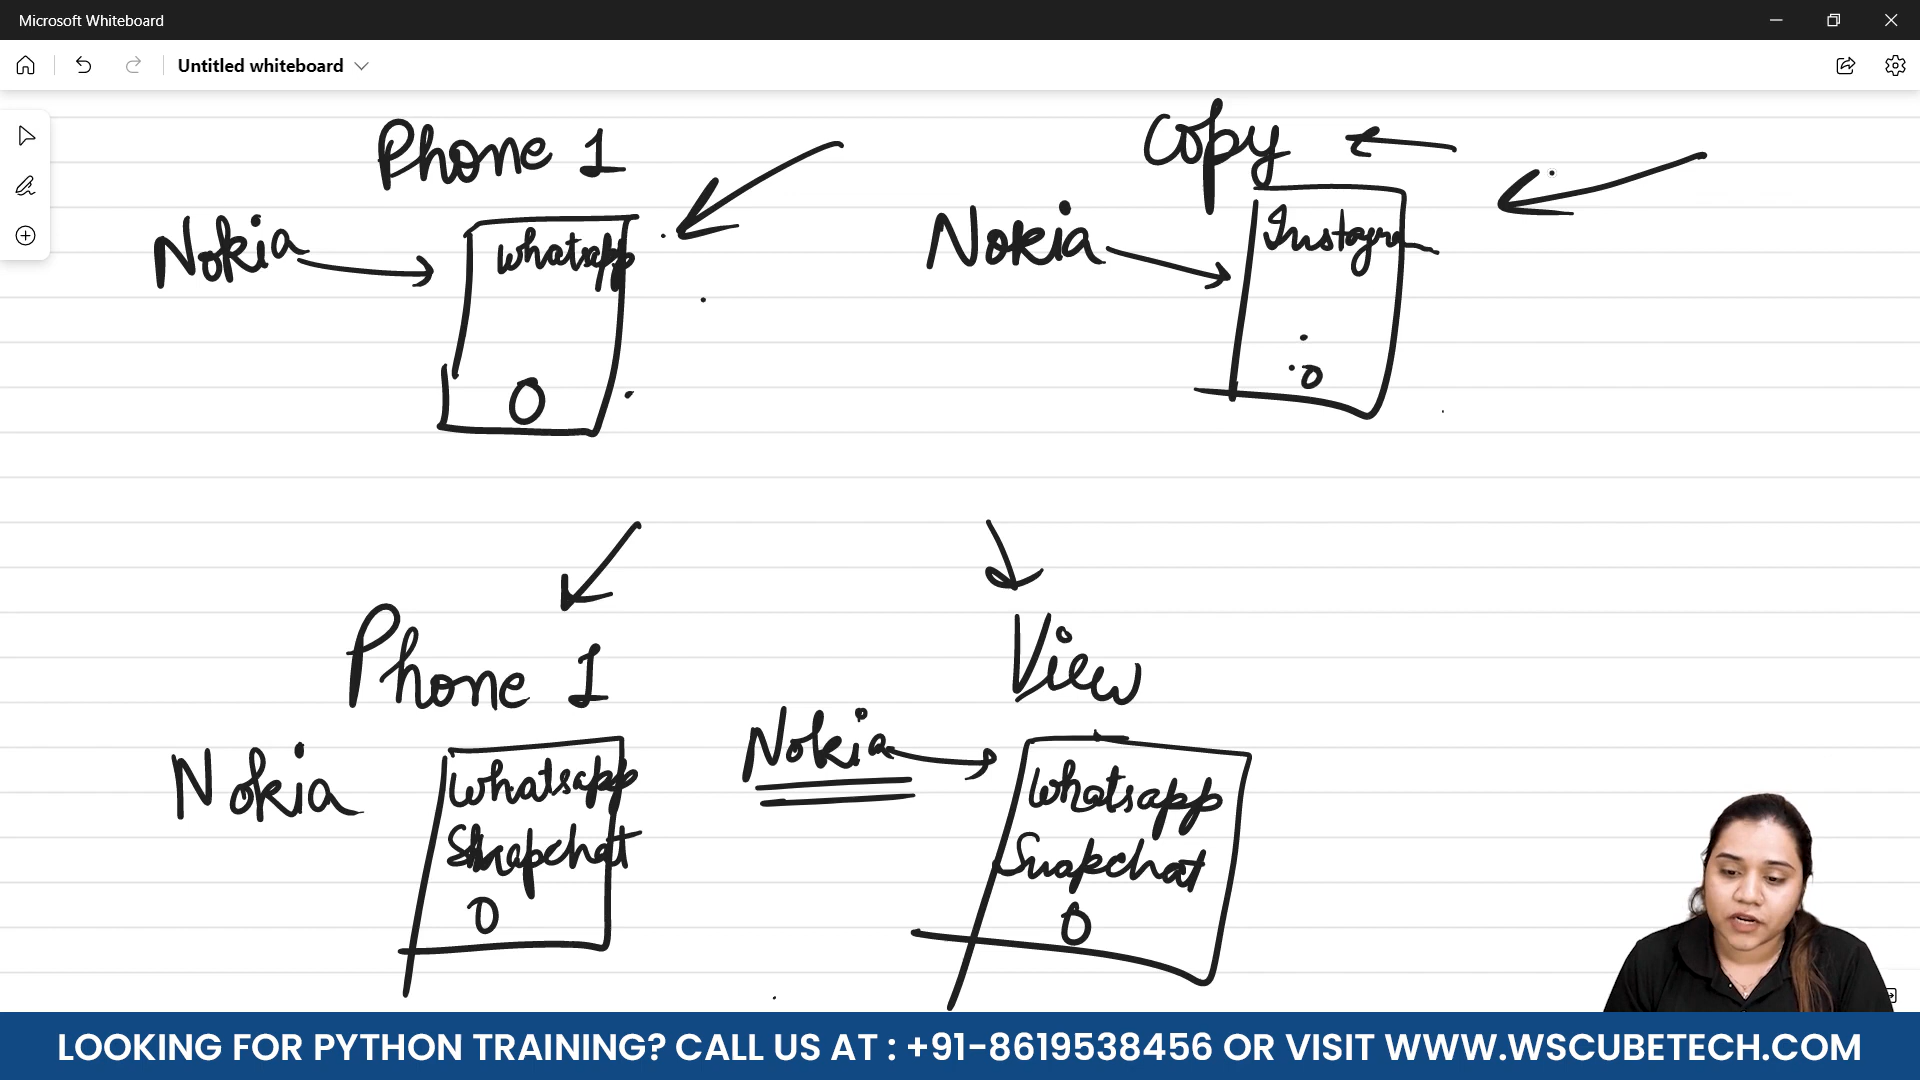 Microsoft Whiteboard
Untitled whiteboard
Phone 1
Copy
Nokia
Whatsapp
Nokia
Instagram
Phone 1
View
Nokia
Whatsapp
Snapchat
Nokia
Whatsapp
Snapchat
LOOKING FOR PYTHON TRAINING? CALL US AT : +91-8619538456 OR VISIT WWW.WSCUBETECH.COM